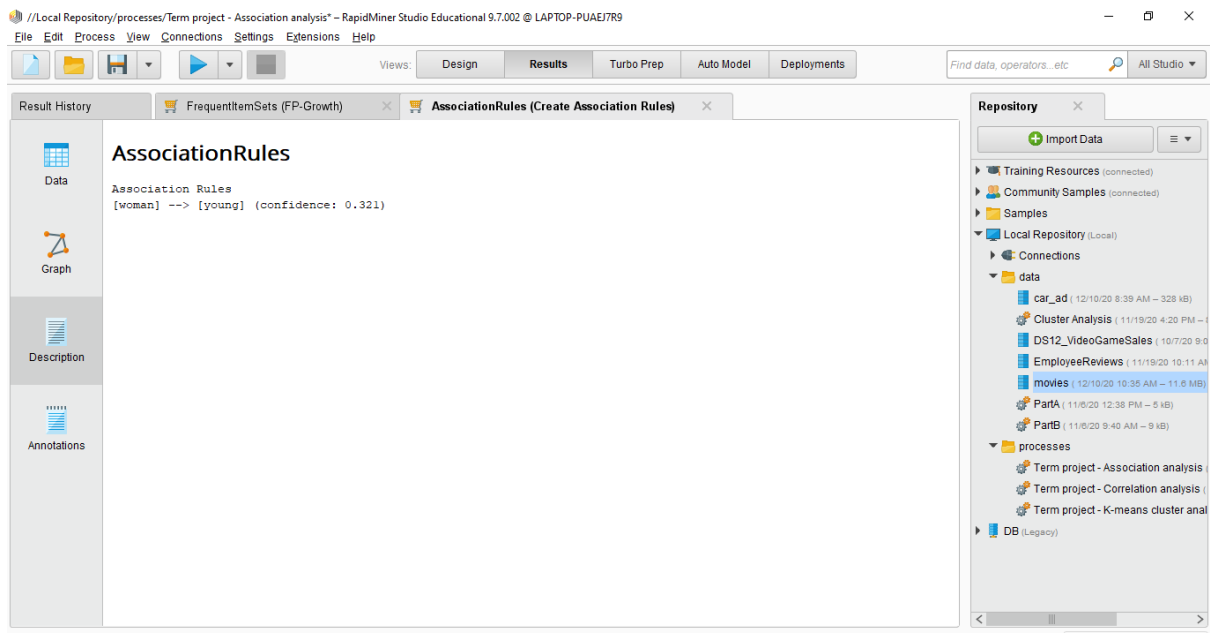 //Local Repository/processes/Term project - Association analysis* – RapidMiner Studio Educational 9.7.002 @ LAPTOP-PUAEJ7R9
File Edit Process View Connections Settings Extensions Help
Views: Design Results Turbo Prep Auto Model Deployments
Find data, operators...etc
All Studio
Result History
FrequentItemSets (FP-Growth)
AssociationRules (Create Association Rules)
Data
Graph
Description
Annotations
AssociationRules
Association Rules
[woman] --> [young] (confidence: 0.321)
Repository
Import Data
Training Resources (connected)
Community Samples (connected)
Samples
Local Repository (Local)
Connections
data
car_ad ( 12/10/20 8:39 AM – 328 kB)
Cluster Analysis ( 11/19/20 4:20 PM –
DS12_VideoGameSales ( 10/7/20 9:0
EmployeeReviews ( 11/19/20 10:11 AM
movies ( 12/10/20 10:35 AM – 11.6 MB)
PartA ( 11/6/20 12:38 PM – 5 kB)
PartB ( 11/6/20 9:40 AM – 9 kB)
processes
Term project - Association analysis
Term project - Correlation analysis (
Term project - K-means cluster anal
DB (Legacy)